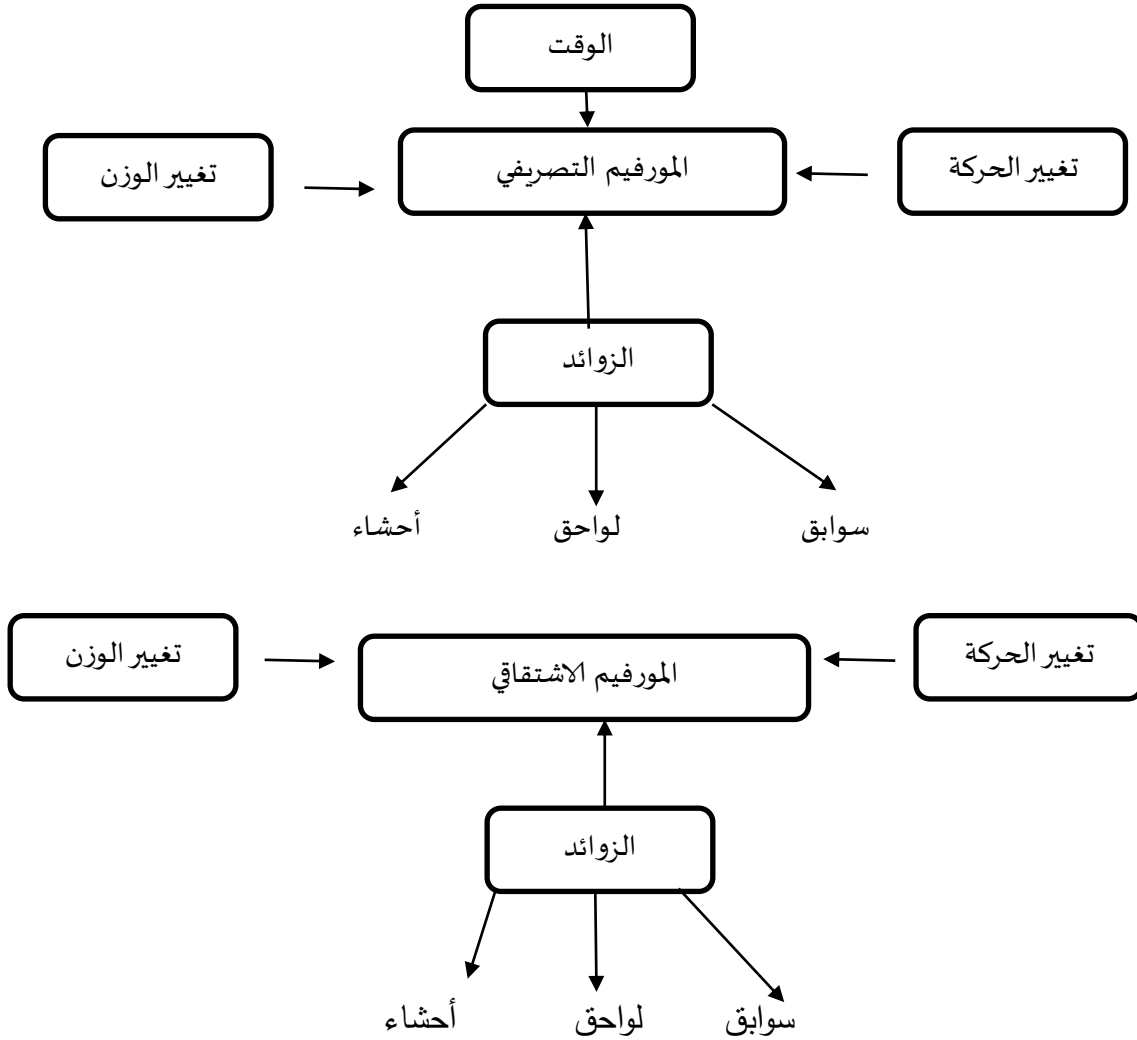 الوقت
تغيير الحركة
المورفيم التصريفي
تغيير الوزن
الزوائد
سوابق
لواحق
أحشاء
تغيير الحركة
المورفيم الاشتقاقي
تغيير الوزن
الزوائد
سوابق
لواحق
أحشاء